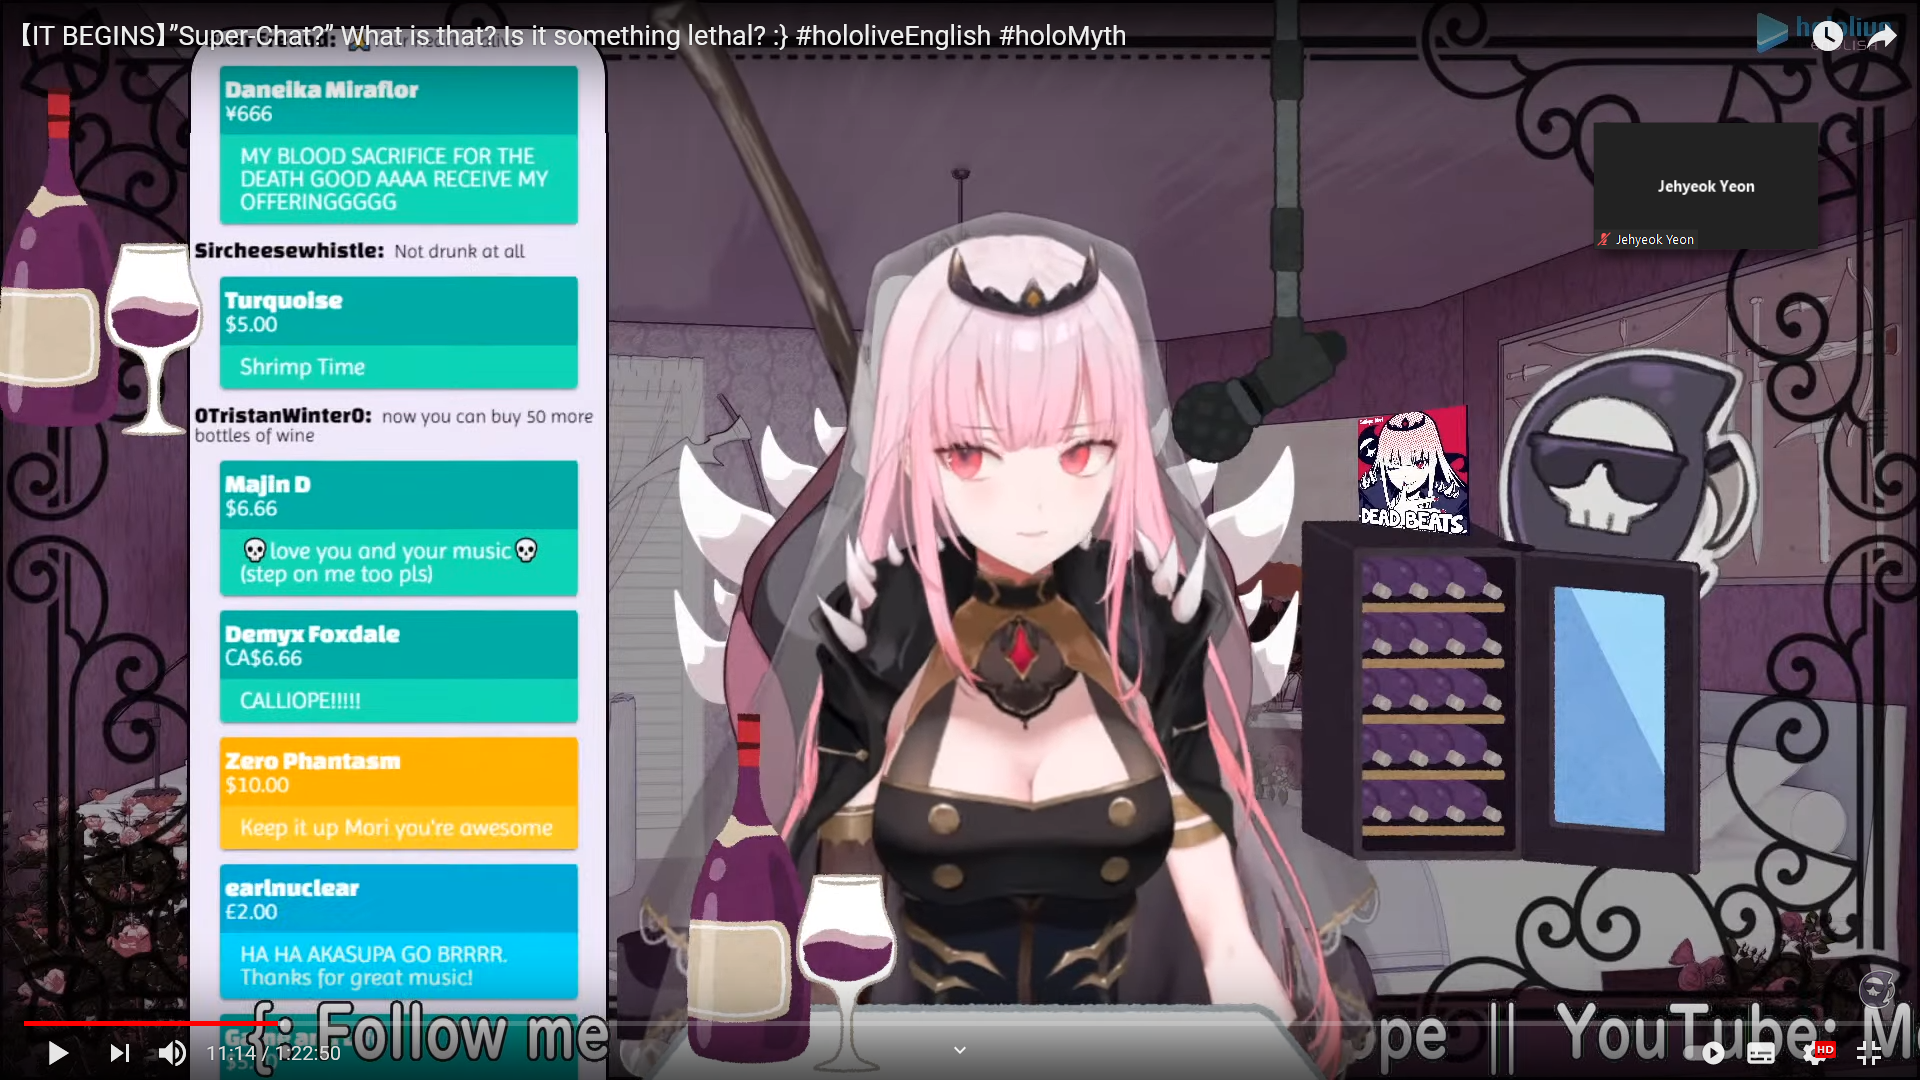 【IT BEGINS】”Super-Chat?” What is that? Is it something lethal? :} #hololiveEnglish #holoMyth
hololive
ENGLISH
Daneika Miraflor
¥666
MY BLOOD SACRIFICE FOR THE
DEATH GOOD AAAA RECEIVE MY
OFFERINGGGGG
Sircheesewhistle: Not drunk at all
Turquoise
$5.00
Shrimp Time
0TristanWinter0: now you can buy 50 more
bottles of wine
Majin D
$6.66
💀love you and your music💀
(step on me too pls)
Demyx Foxdale
CA$6.66
CALLIOPE!!!!!
Zero Phantasm
$10.00
Keep it up Mori you're awesome
earlnuclear
£2.00
HA HA AKASUPA GO BRRRR.
Thanks for great music!
Jehyeok Yeon
Jehyeok Yeon
DEAD BEATS
{: Follow me
ope || YouTube: M
11:14 / 1:22:50
HD